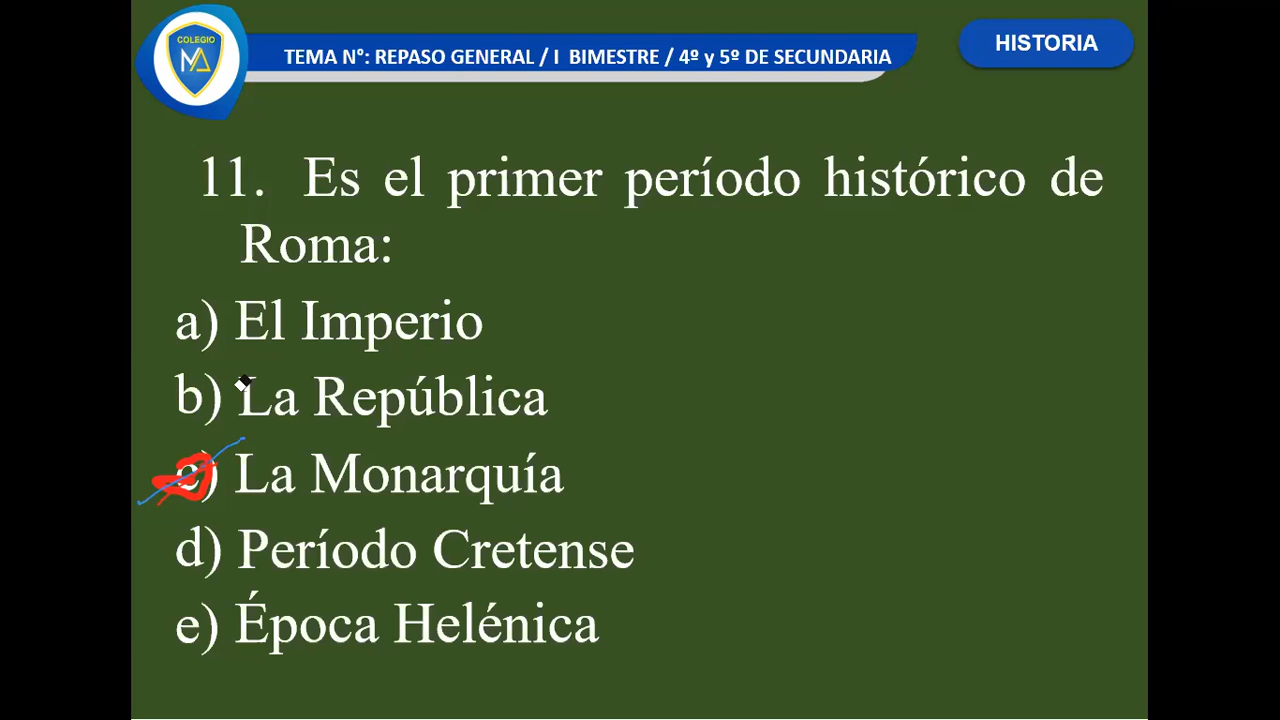 COLEGIO
MA
TEMA N°: REPASO GENERAL / I BIMESTRE / 4º y 5º DE SECUNDARIA
HISTORIA
11. Es el primer período histórico de
Roma:
a) El Imperio
b) La República
c) La Monarquía
d) Período Cretense
e) Época Helénica